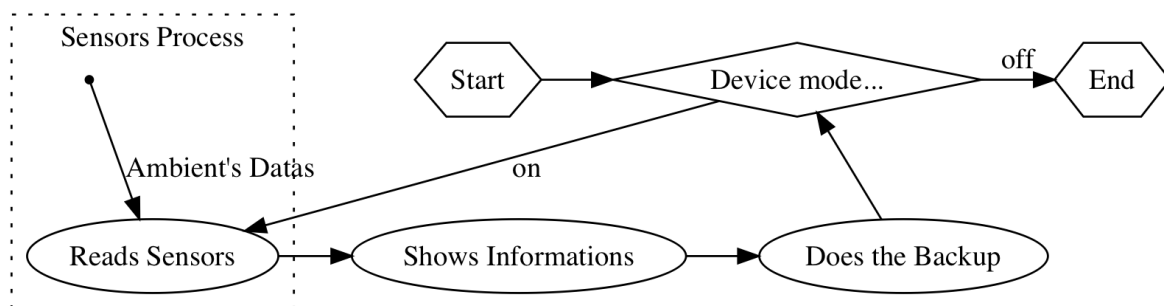 Sensors Process
Start
Device mode...
off
End
Ambient's Datas
on
Reads Sensors
Shows Informations
Does the Backup